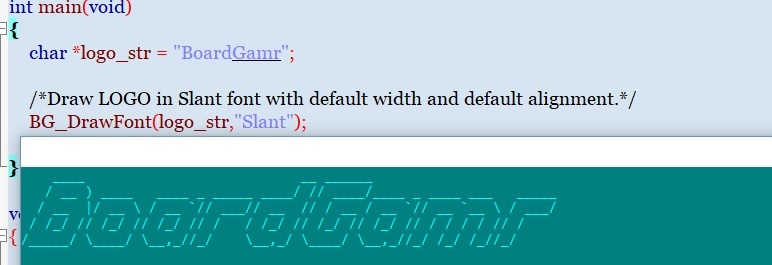 int main(void)
{
char *logo_str = "BoardGamr";
/*Draw LOGO in Slant font with default width and default alignment.*/
BG_DrawFont(logo_str,"Slant");
}
BoardGamr
{